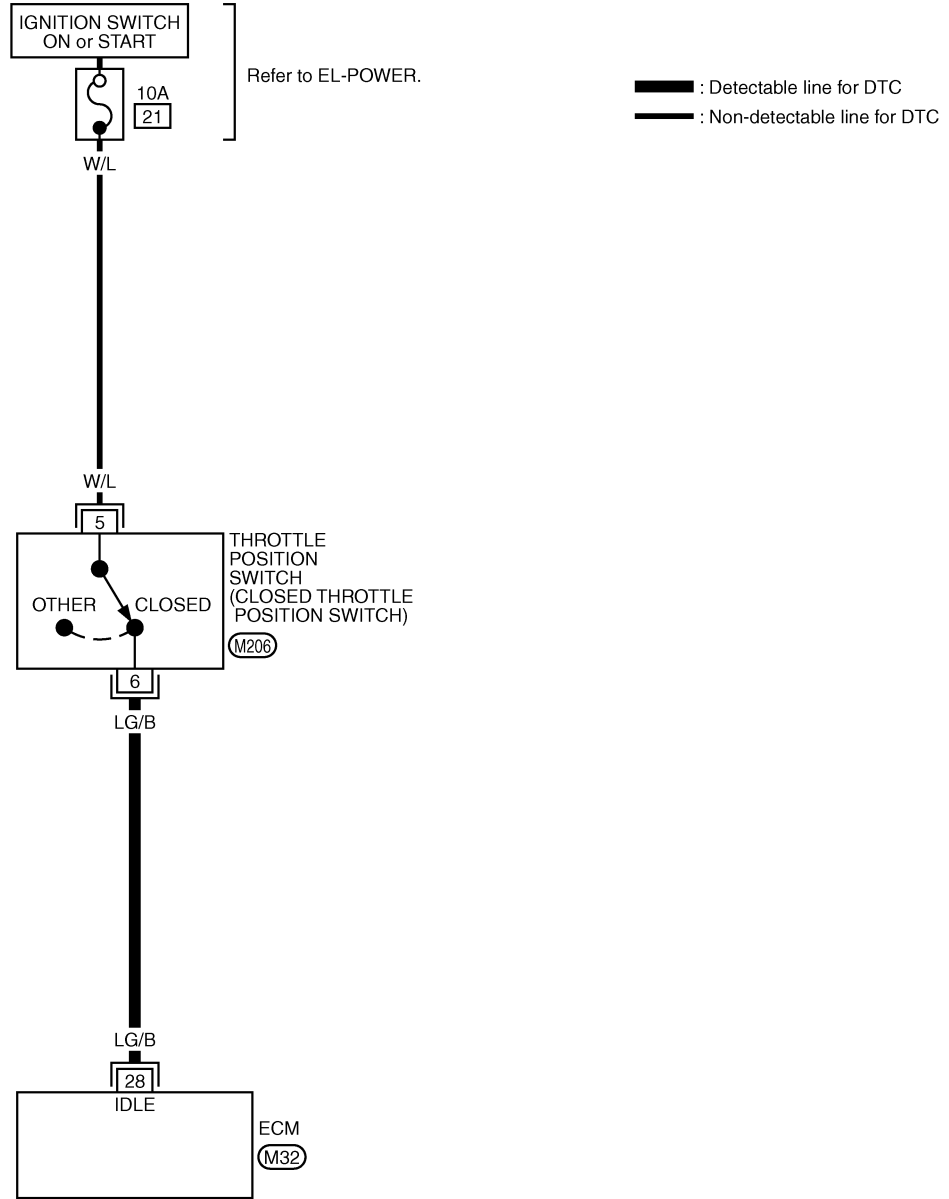 IGNITION SWITCH
ON or START
Refer to EL-POWER.
10A
21
: Detectable line for DTC
: Non-detectable line for DTC
W/L
W/L
5
THROTTLE
POSITION
SWITCH
(CLOSED THROTTLE
POSITION SWITCH)
OTHER
CLOSED
M206
6
LG/B
LG/B
28
IDLE
ECM
M32